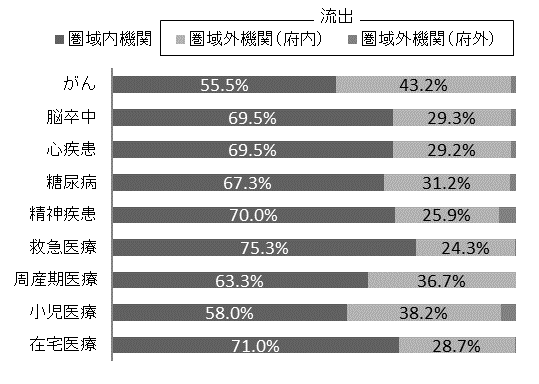 流出
圏域内機関 圏域外機関（府内） 圏域外機関（府外）
がん 55.5% 43.2%
脳卒中 69.5% 29.3%
心疾患 69.5% 29.2%
糖尿病 67.3% 31.2%
精神疾患 70.0% 25.9%
救急医療 75.3% 24.3%
周産期医療 63.3% 36.7%
小児医療 58.0% 38.2%
在宅医療 71.0% 28.7%